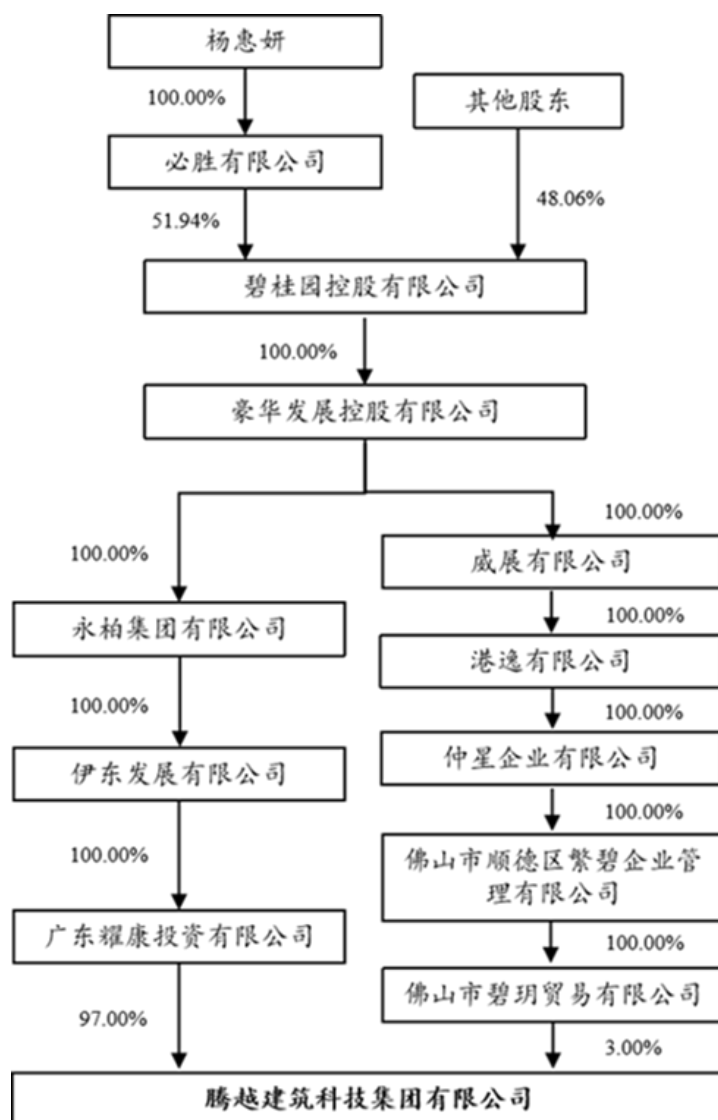 杨惠妍
100.00%
其他股东
必胜有限公司
51.94%
48.06%
碧桂园控股有限公司
100.00%
豪华发展控股有限公司
100.00%
100.00%
威展有限公司
永柏集团有限公司
100.00%
港逸有限公司
100.00%
100.00%
伊东发展有限公司
仲星企业有限公司
100.00%
100.00%
佛山市顺德区繁碧企业管
理有限公司
广东耀康投资有限公司
100.00%
佛山市碧玥贸易有限公司
97.00%
3.00%
腾越建筑科技集团有限公司